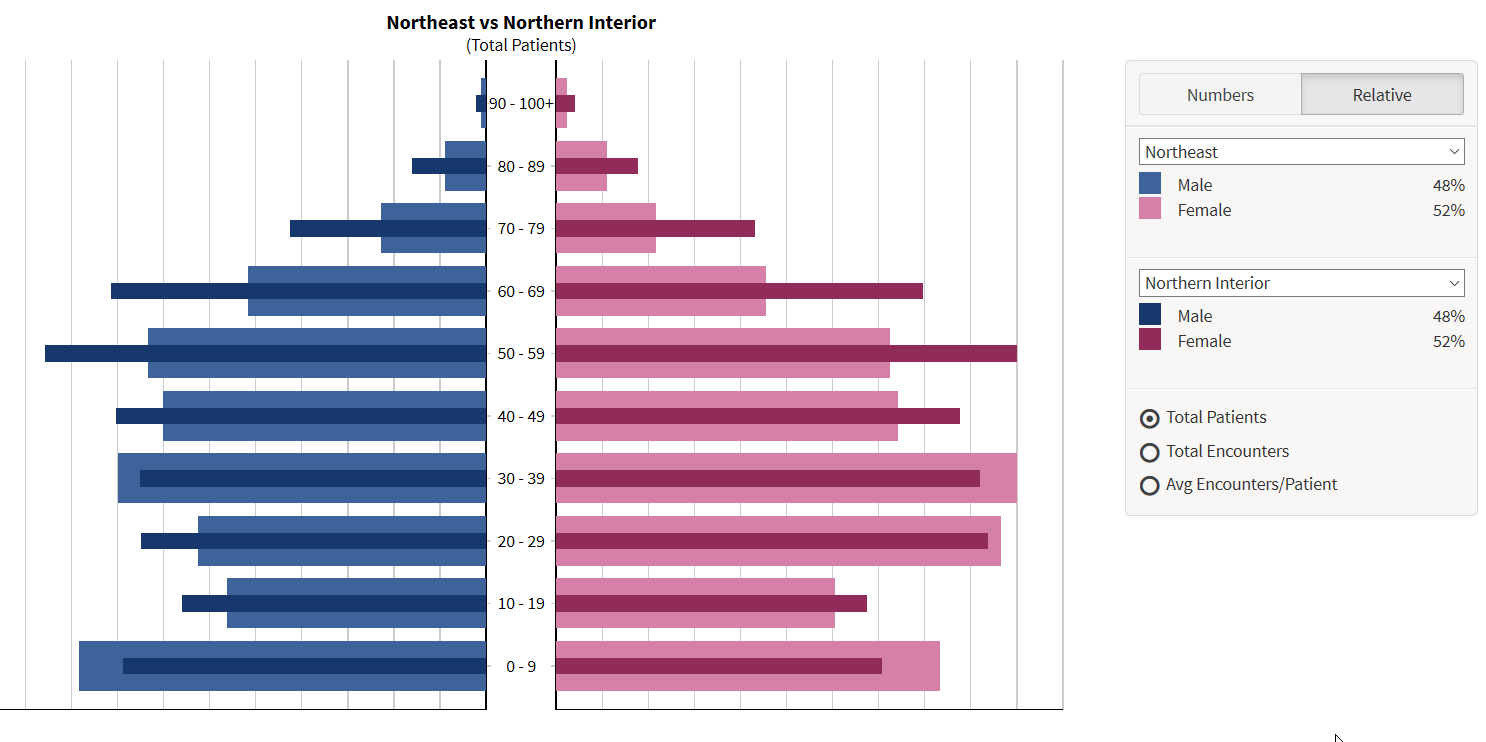 Northeast vs Northern Interior
(Total Patients)
90 - 100+
80 - 89
70 - 79
60 - 69
50 - 59
40 - 49
30 - 39
20 - 29
10 - 19
0 - 9
Numbers Relative
Northeast
Male 48%
Female 52%
Northern Interior
Male 48%
Female 52%
Total Patients
Total Encounters
Avg Encounters/Patient